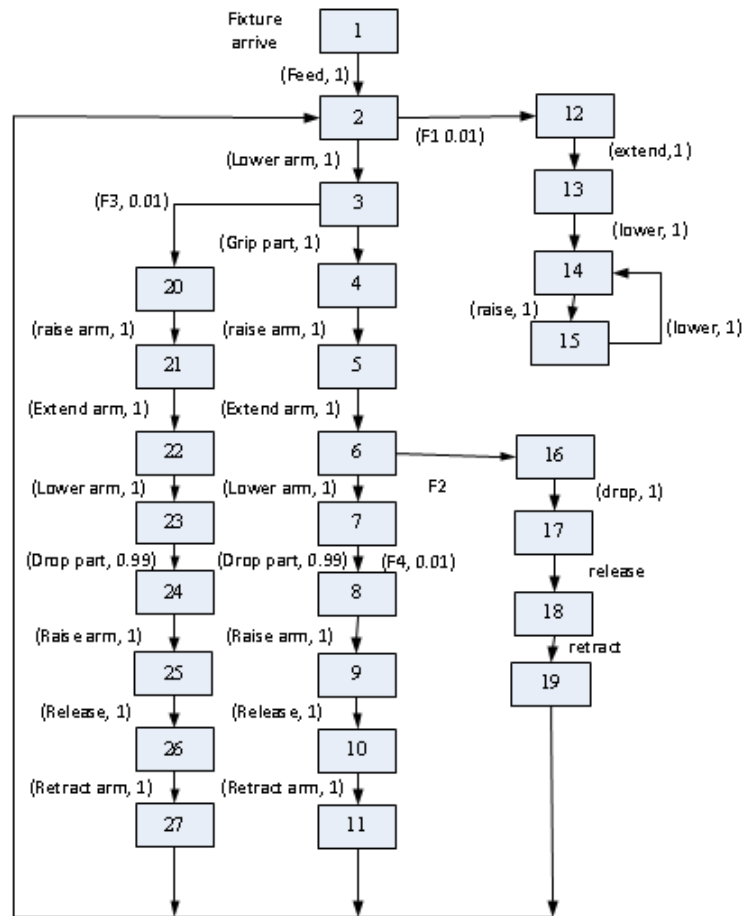 Fixture
arrive
1
(Feed, 1)
2
(F1 0.01)
12
(Lower arm, 1)
(extend,1)
(F3, 0.01)
3
13
(Grip part, 1)
(lower, 1)
20
4
14
(raise arm, 1)
(raise arm, 1)
(raise, 1)
(lower, 1)
15
21
5
(Extend arm, 1)
(Extend arm, 1)
22
6
16
(Lower arm, 1)
(Lower arm, 1)
F2
(drop, 1)
23
7
17
(Drop part, 0.99)
(Drop part, 0.99)
(F4, 0.01)
release
24
8
18
(Raise arm, 1)
(Raise arm, 1)
retract
25
9
19
(Release, 1)
(Release, 1)
26
10
(Retract arm, 1)
(Retract arm, 1)
27
11